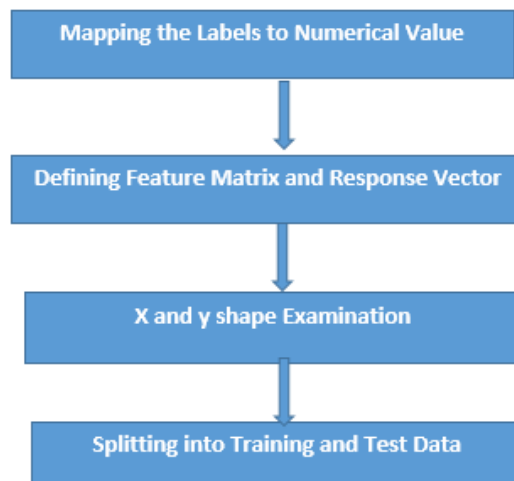 Mapping the Labels to Numerical Value
Defining Feature Matrix and Response Vector
X and y shape Examination
Splitting into Training and Test Data